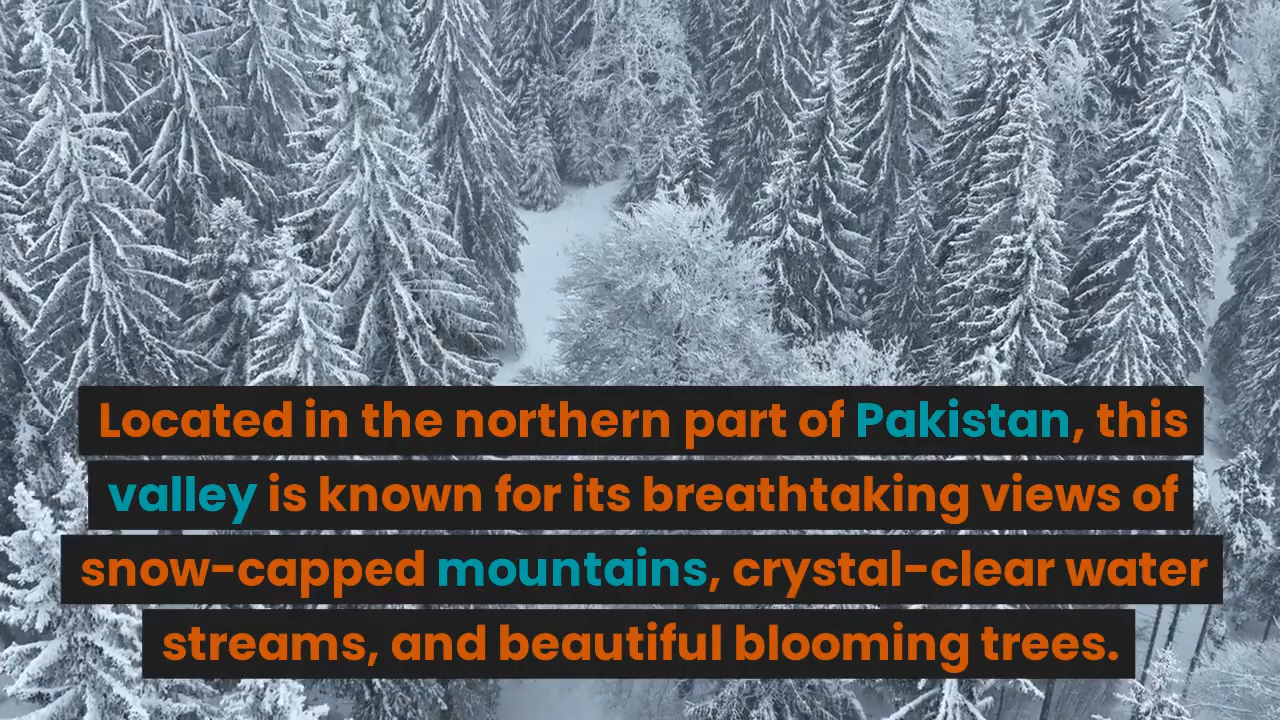 Located in the northern part of Pakistan, this
valley is known for its breathtaking views of
snow-capped mountains, crystal-clear water
streams, and beautiful blooming trees.